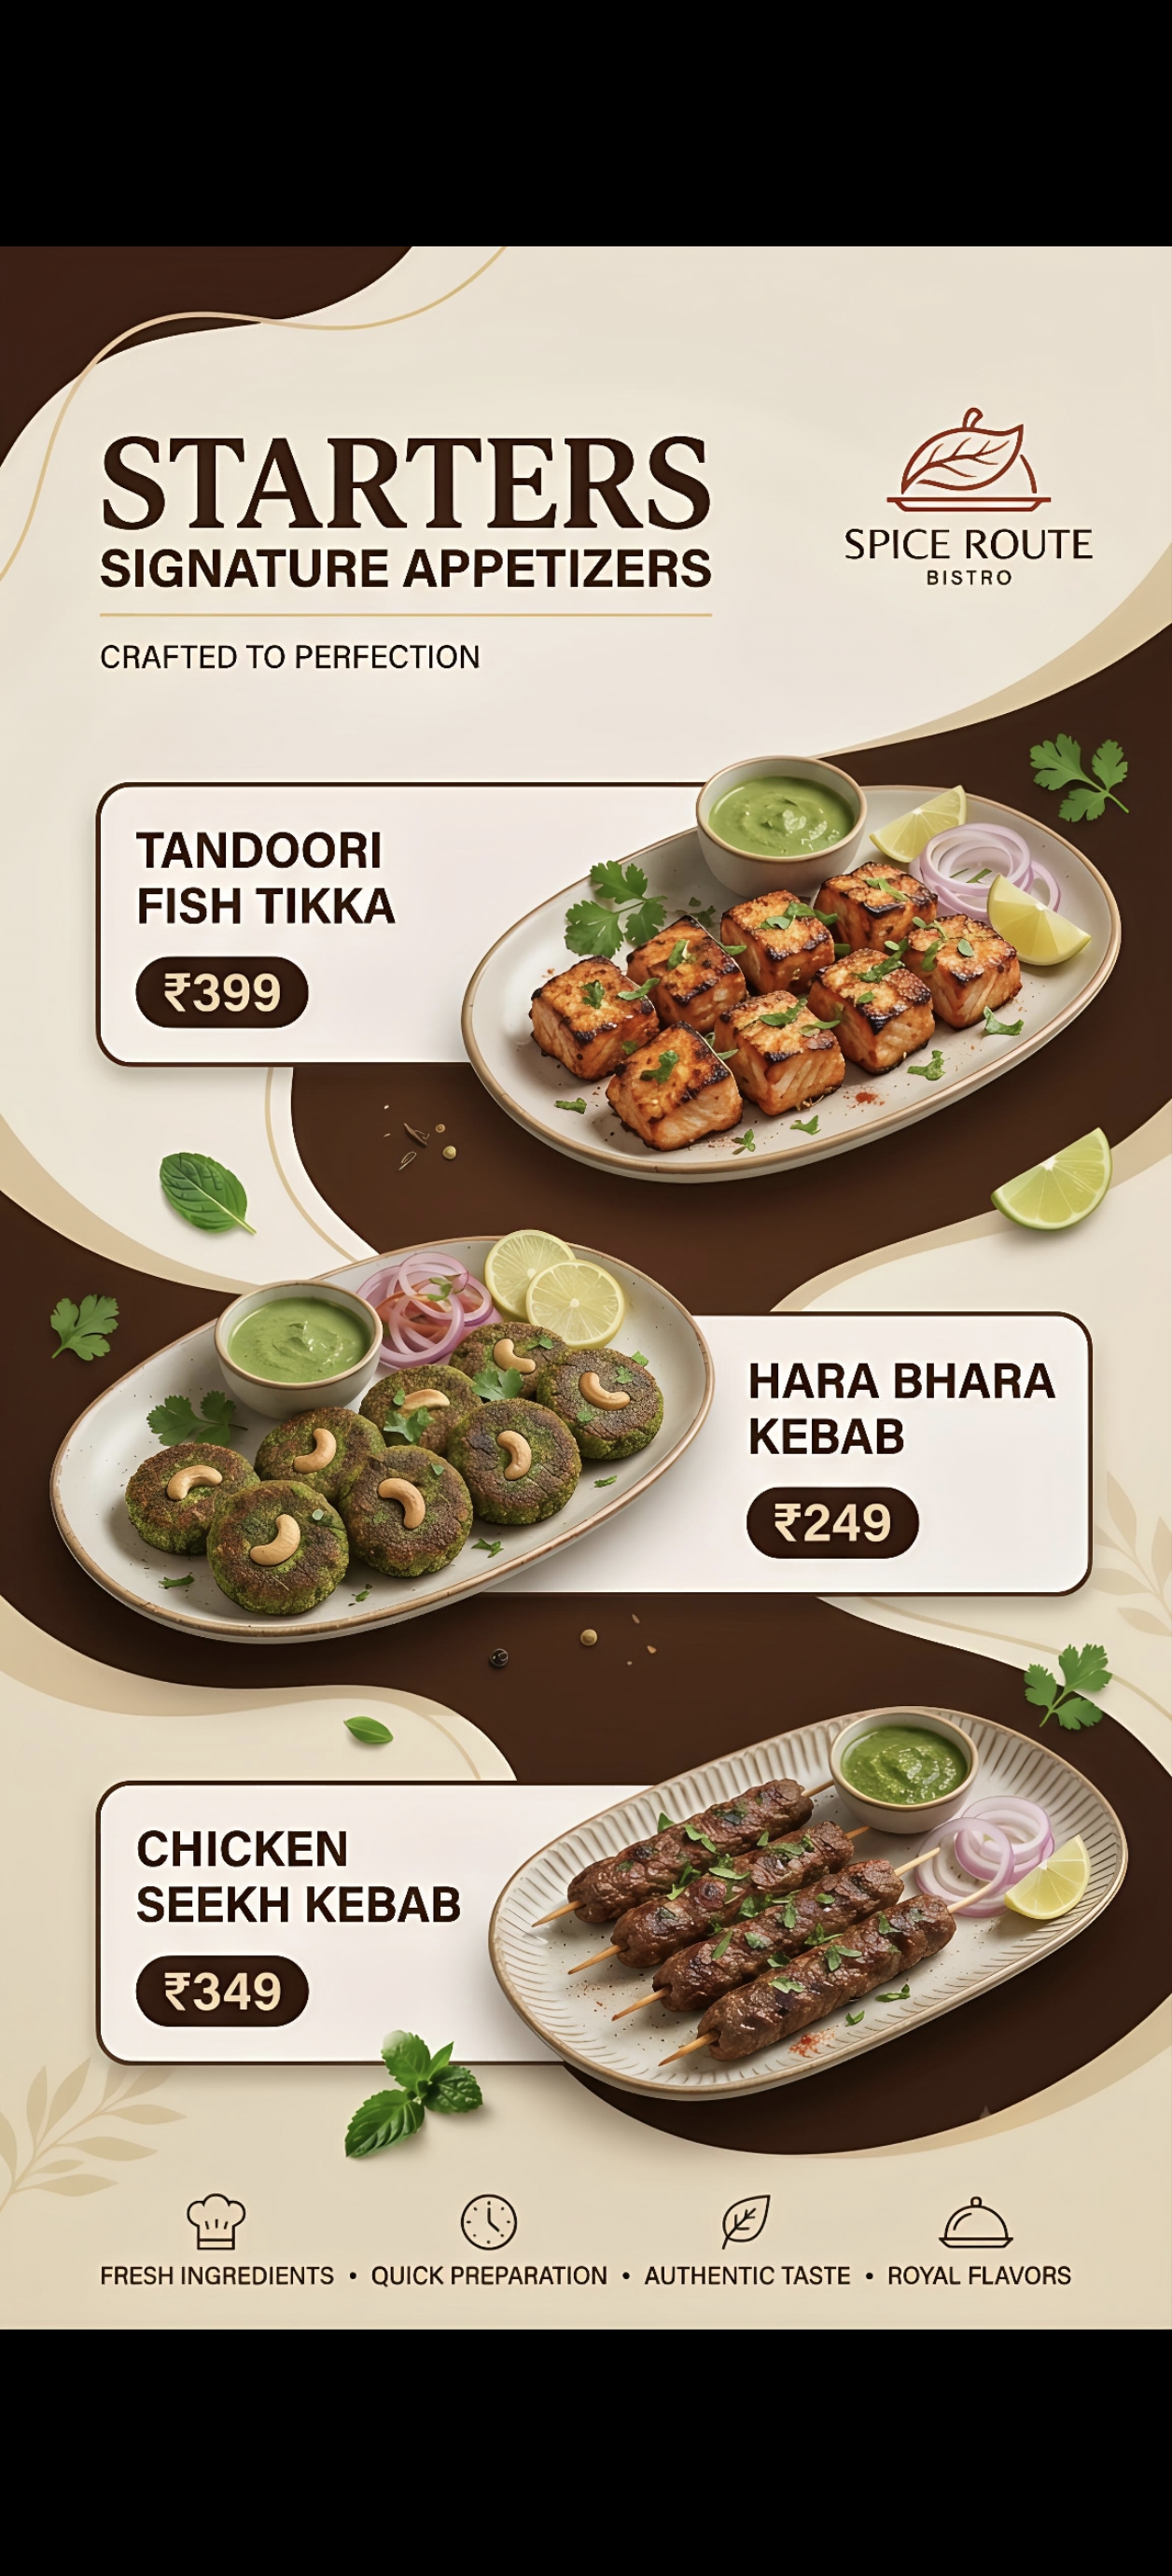 STARTERS
SIGNATURE APPETIZERS
CRAFTED TO PERFECTION
SPICE ROUTE
BISTRO
TANDOORI
FISH TIKKA
₹399
HARA BHARA
KEBAB
₹249
CHICKEN
SEEKH KEBAB
₹349
FRESH INGREDIENTS • QUICK PREPARATION • AUTHENTIC TASTE • ROYAL FLAVORS